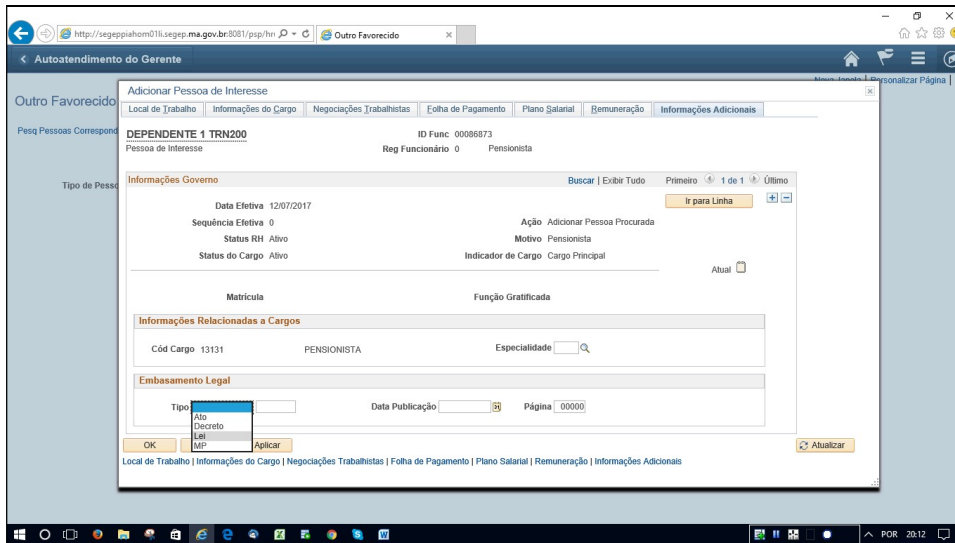 http://segeppiahom01li.segep.ma.gov.br:8081/psp/hn
Outro Favorecido
Autoatendimento do Gerente
Nova Janela | Personalizar Página |
Outro Favorecido
Pesq Pessoas Correspond
Tipo de Pesso
Adicionar Pessoa de Interesse
Local de Trabalho Informações do Cargo Negociações Trabalhistas Folha de Pagamento Plano Salarial Remuneração Informações Adicionais
DEPENDENTE 1 TRN200 ID Func 00086873
Pessoa de Interesse Reg Funcionário 0 Pensionista
Informações Governo Buscar | Exibir Tudo Primeiro 1 de 1 Último
Ir para Linha
Data Efetiva 12/07/2017
Sequência Efetiva 0 Ação Adicionar Pessoa Procurada
Status RH Ativo Motivo Pensionista
Status do Cargo Ativo Indicador de Cargo Cargo Principal
Atual
Matrícula Função Gratificada
Informações Relacionadas a Cargos
Cód Cargo 13131 PENSIONISTA Especialidade
Embasamento Legal
Tipo Data Publicação Página 00000
Ato
Decreto
Lei
MP
OK Aplicar Atualizar
Local de Trabalho | Informações do Cargo | Negociações Trabalhistas | Folha de Pagamento | Plano Salarial | Remuneração | Informações Adicionais
POR 20:12